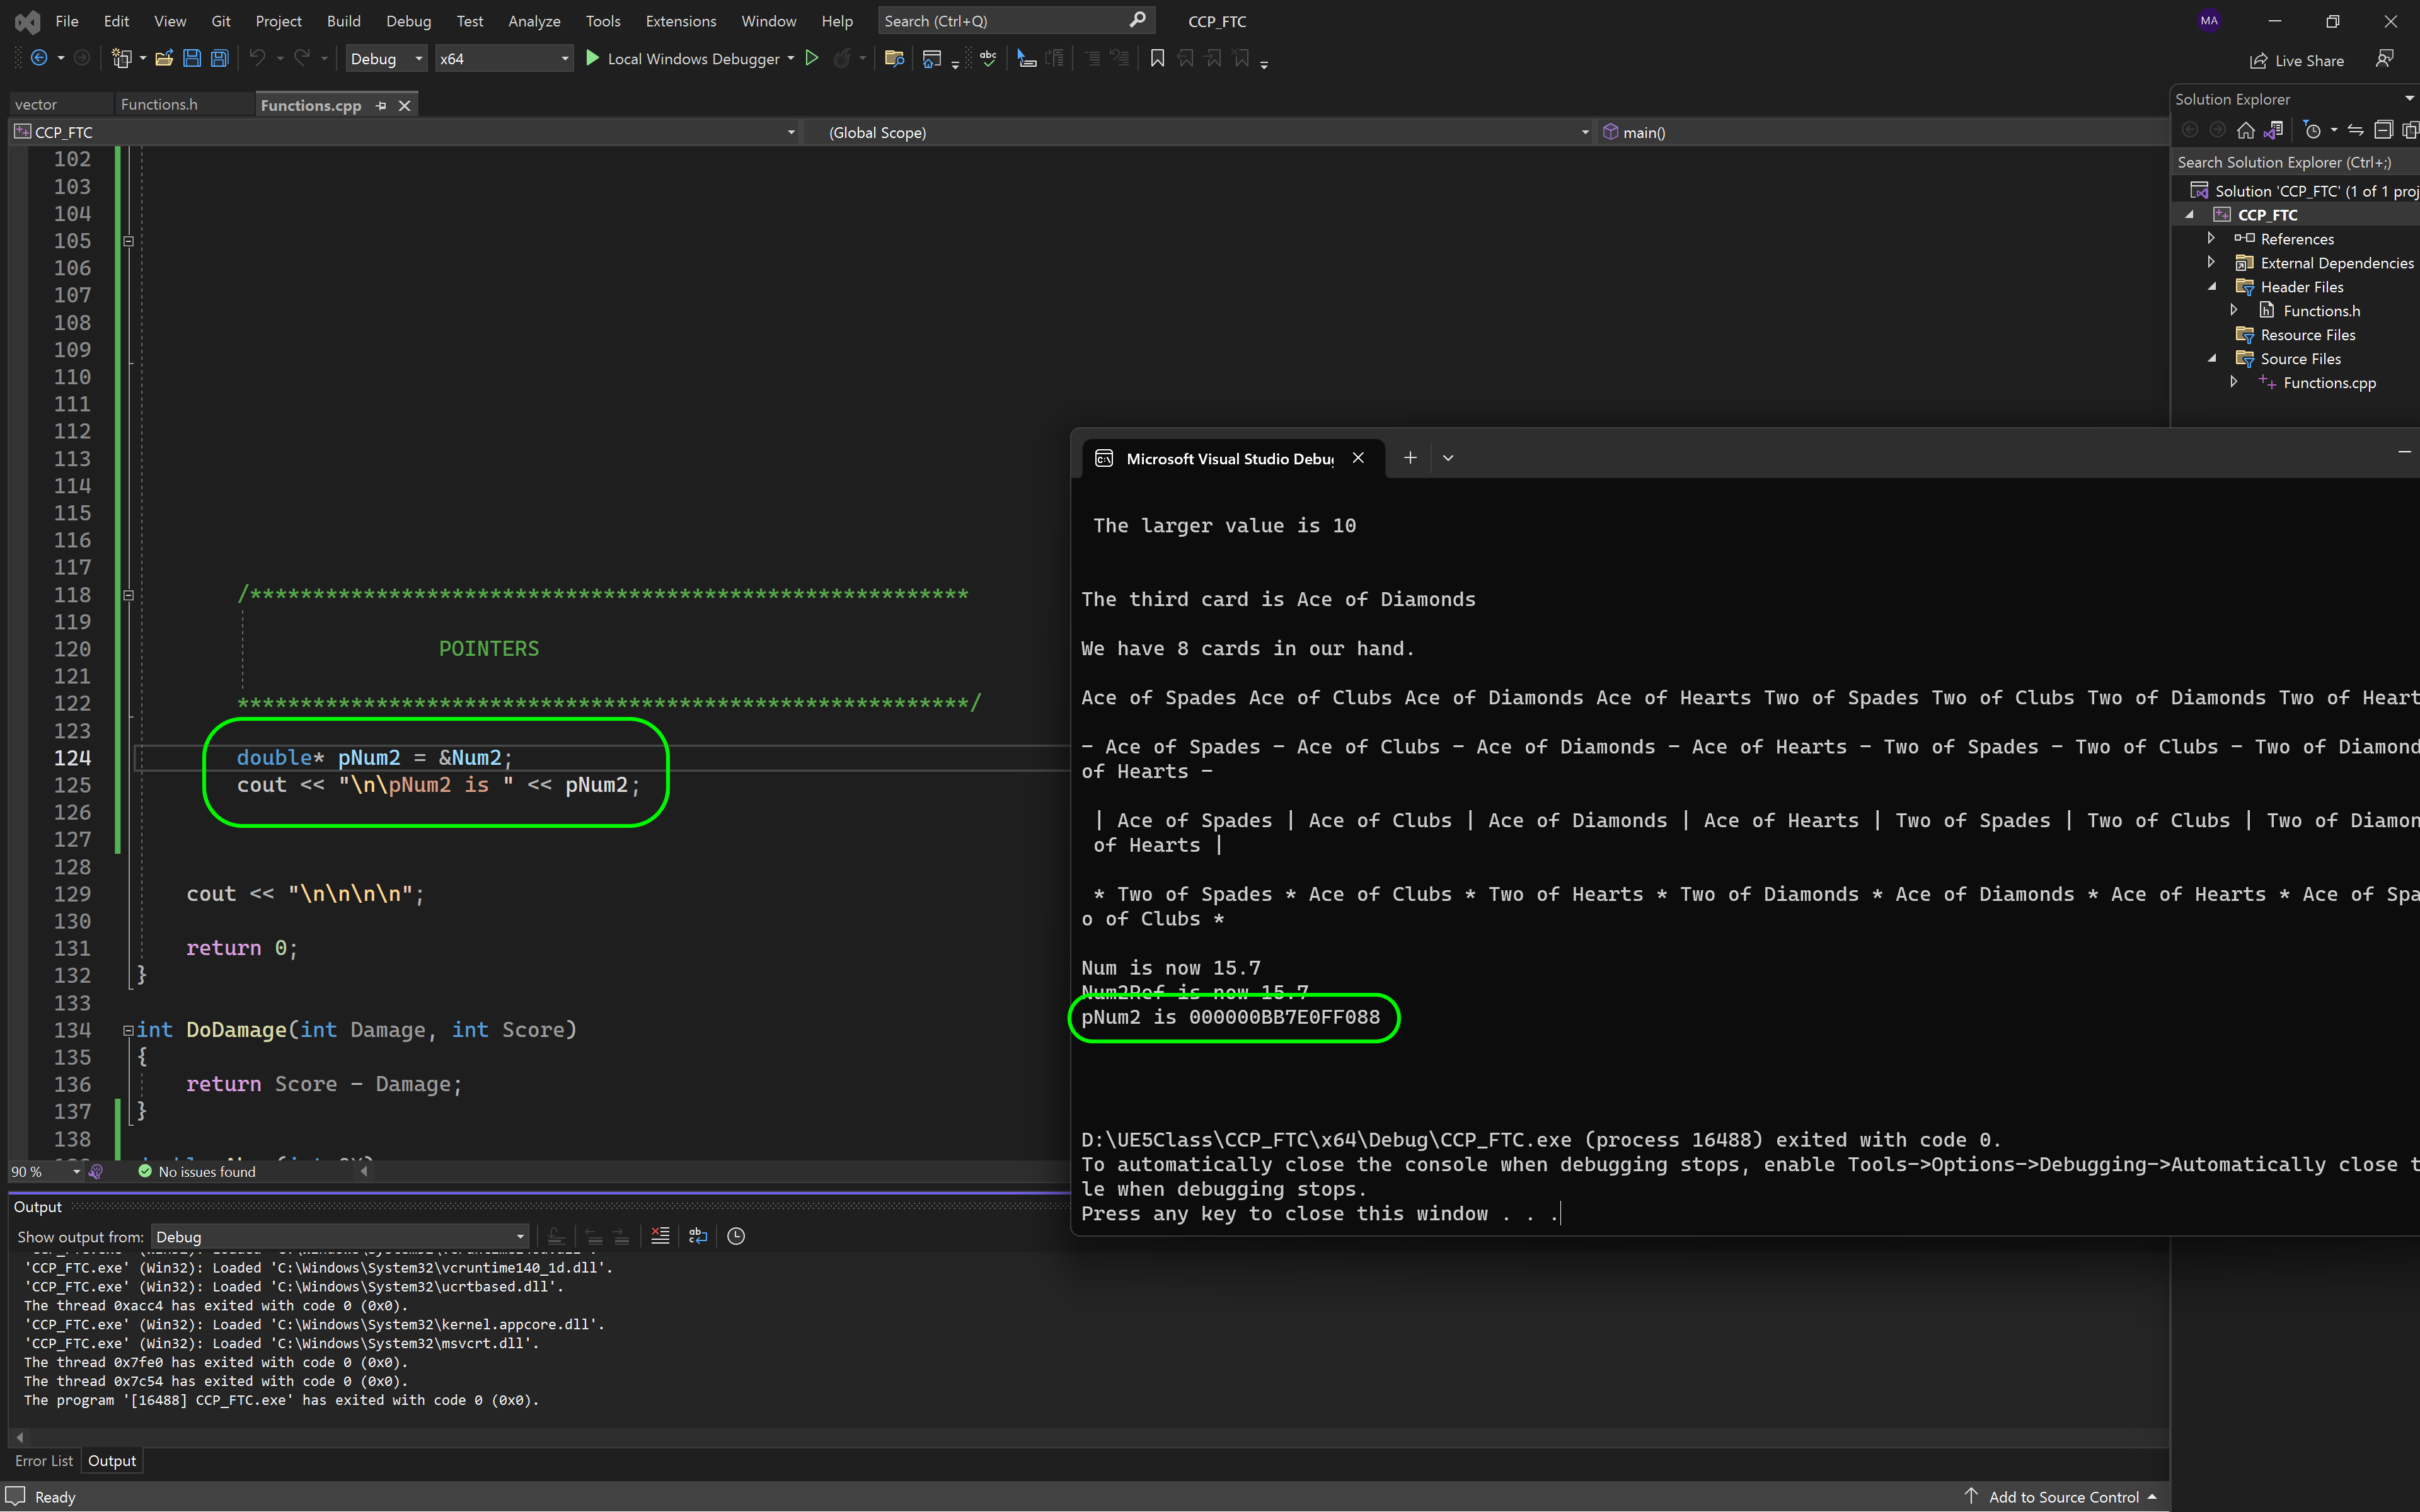 File Edit View Git Project Build Debug Test Analyze Tools Extensions Window Help Search (Ctrl+Q) CCP_FTC MA
Debug x64 Local Windows Debugger Live Share
vector Functions.h Functions.cpp
CCP_FTC (Global Scope) main()
102
103
104
105
106
107
108
109
110
111
112
113
114
115
116
117
118 /*********************************************************
119
120 POINTERS
121
122 **********************************************************/
123
124 double* pNum2 = &Num2;
125 cout << "\n\pNum2 is " << pNum2;
126
127
128
129 cout << "\n\n\n\n";
130
131 return 0;
132 }
133
134 int DoDamage(int Damage, int Score)
135 {
136 return Score - Damage;
137 }
138
90 % No issues found
Solution Explorer
Search Solution Explorer (Ctrl+;)
Solution 'CCP_FTC' (1 of 1 proj
CCP_FTC
References
External Dependencies
Header Files
Functions.h
Resource Files
Source Files
Functions.cpp
Microsoft Visual Studio Debu
The larger value is 10
The third card is Ace of Diamonds
We have 8 cards in our hand.
Ace of Spades Ace of Clubs Ace of Diamonds Ace of Hearts Two of Spades Two of Clubs Two of Diamonds Two of Heart
- Ace of Spades - Ace of Clubs - Ace of Diamonds - Ace of Hearts - Two of Spades - Two of Clubs - Two of Diamond
of Hearts -
| Ace of Spades | Ace of Clubs | Ace of Diamonds | Ace of Hearts | Two of Spades | Two of Clubs | Two of Diamon
of Hearts |
* Two of Spades * Ace of Clubs * Two of Hearts * Two of Diamonds * Ace of Diamonds * Ace of Hearts * Ace of Spa
o of Clubs *
Num is now 15.7
Num2Ref is now 15.7
pNum2 is 000000BB7E0FF088
D:\UE5Class\CCP_FTC\x64\Debug\CCP_FTC.exe (process 16488) exited with code 0.
To automatically close the console when debugging stops, enable Tools->Options->Debugging->Automatically close t
le when debugging stops.
Press any key to close this window . . .
Output
Show output from: Debug
'CCP_FTC.exe' (Win32): Loaded 'C:\Windows\System32\vcruntime140_1d.dll'.
'CCP_FTC.exe' (Win32): Loaded 'C:\Windows\System32\ucrtbased.dll'.
The thread 0xacc4 has exited with code 0 (0x0).
'CCP_FTC.exe' (Win32): Loaded 'C:\Windows\System32\kernel.appcore.dll'.
'CCP_FTC.exe' (Win32): Loaded 'C:\Windows\System32\msvcrt.dll'.
The thread 0x7fe0 has exited with code 0 (0x0).
The thread 0x7c54 has exited with code 0 (0x0).
The program '[16488] CCP_FTC.exe' has exited with code 0 (0x0).
Error List Output
Ready Add to Source Control